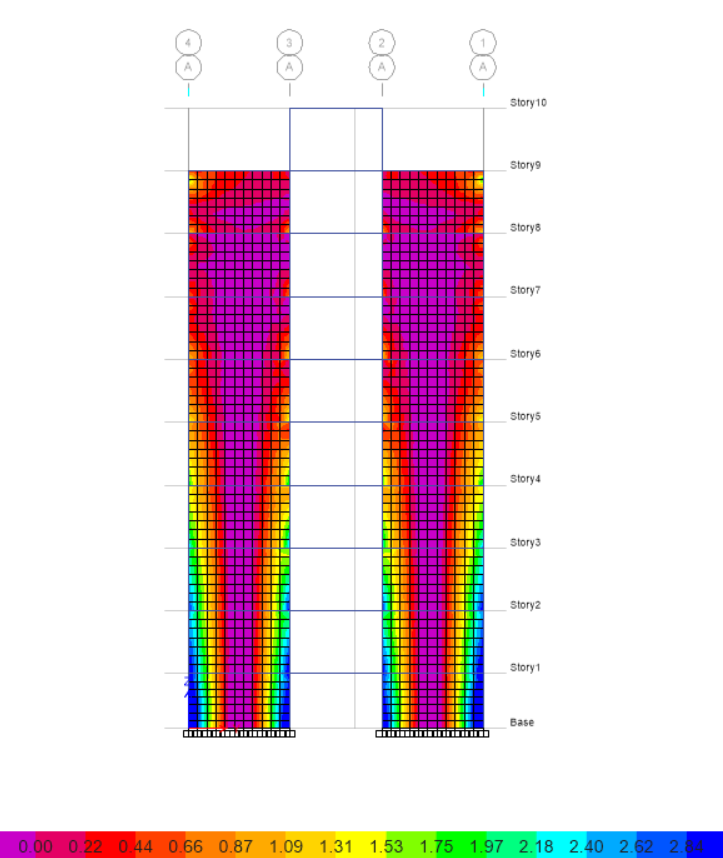 4 3 2 1
A A A A
Story10
Story9
Story8
Story7
Story6
Story5
Story4
Story3
Story2
Story1
Z
Base
0.00 0.22 0.44 0.66 0.87 1.09 1.31 1.53 1.75 1.97 2.18 2.40 2.62 2.84